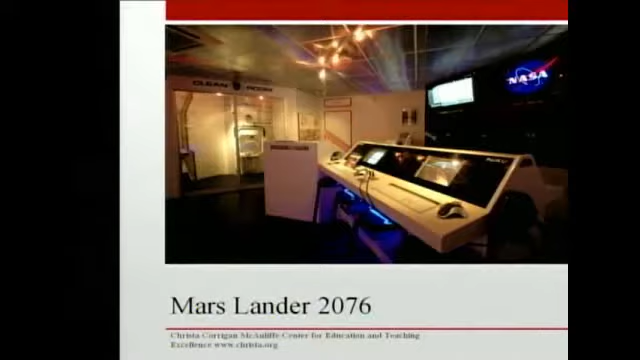 CLEAN ROOM
NASA
Mars Lander 2076
Christa Corrigan McAuliffe Center for Education and Teaching
Excellence www.christa.org